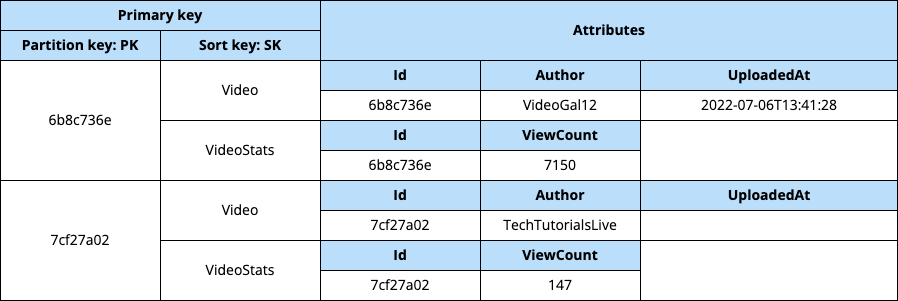 Primary key
Attributes
Partition key: PK Sort key: SK
Id Author UploadedAt
Video
6b8c736e VideoGal12 2022-07-06T13:41:28
6b8c736e
Id ViewCount
VideoStats
6b8c736e 7150
Id Author UploadedAt
Video
7cf27a02 TechTutorialsLive
7cf27a02
Id ViewCount
VideoStats
7cf27a02 147